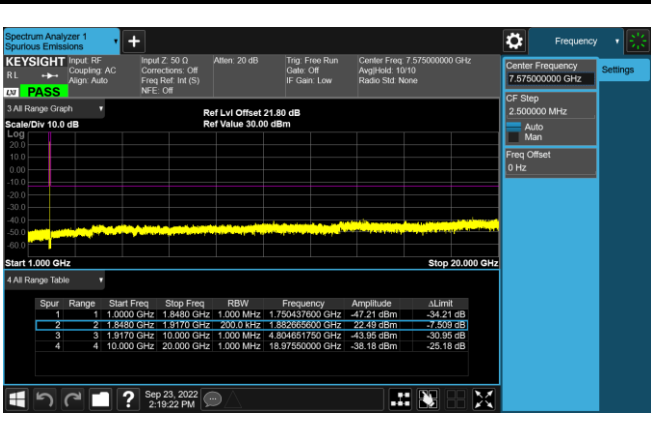 Spectrum Analyzer 1
Spurious Emissions
Frequency
KEYSIGHT
R L
LXI PASS
Input: RF
Coupling: AC
Align: Auto
Input Z: 50 Ω
Corrections: Off
Freq Ref: Int (S)
NFE: Off
Atten: 20 dB
Trig: Free Run
Gate: Off
IF Gain: Low
Center Freq: 7.575000000 GHz
Avg|Hold: 10/10
Radio Std: None
Center Frequency
7.575000000 GHz
Settings
CF Step
2.500000 MHz
Auto
Man
Freq Offset
0 Hz
3 All Range Graph
Scale/Div 10.0 dB
Ref Lvl Offset 21.80 dB
Ref Value 30.00 dBm
Log
20.0
10.0
0.00
-10.0
-20.0
-30.0
-40.0
-50.0
-60.0
Start 1.000 GHz
Stop 20.000 GHz
4 All Range Table
Spur Range Start Freq Stop Freq RBW Frequency Amplitude ΔLimit
1 1 1.0000 GHz 1.8480 GHz 1.000 MHz 1.750437600 GHz -47.21 dBm -34.21 dB
2 2 1.8480 GHz 1.9170 GHz 200.0 kHz 1.882665600 GHz 22.49 dBm -7.509 dB
3 3 1.9170 GHz 10.000 GHz 1.000 MHz 4.804651750 GHz -43.95 dBm -30.95 dB
4 4 10.000 GHz 20.000 GHz 1.000 MHz 18.97550000 GHz -38.18 dBm -25.18 dB
Sep 23, 2022
2:19:22 PM